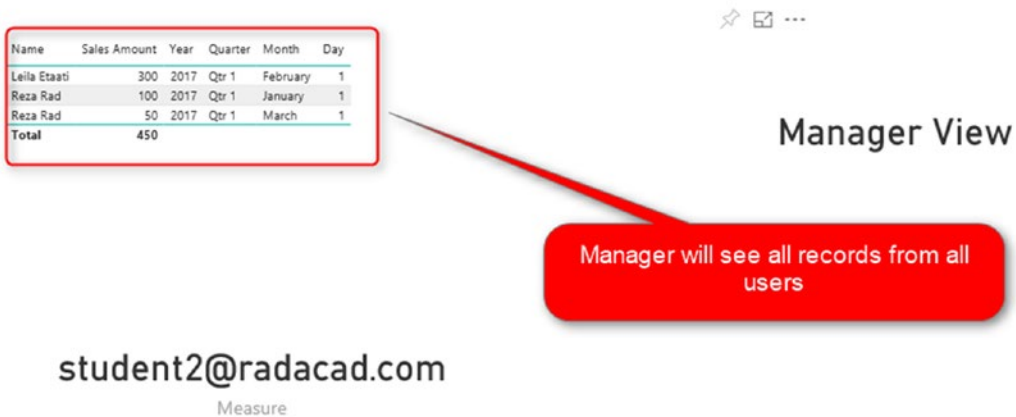 Name Sales Amount Year Quarter Month Day
Leila Etaati 300 2017 Qtr 1 February 1
Reza Rad 100 2017 Qtr 1 January 1
Reza Rad 50 2017 Qtr 1 March 1
Total 450
Manager View
Manager will see all records from all
users
student2@radacad.com
Measure